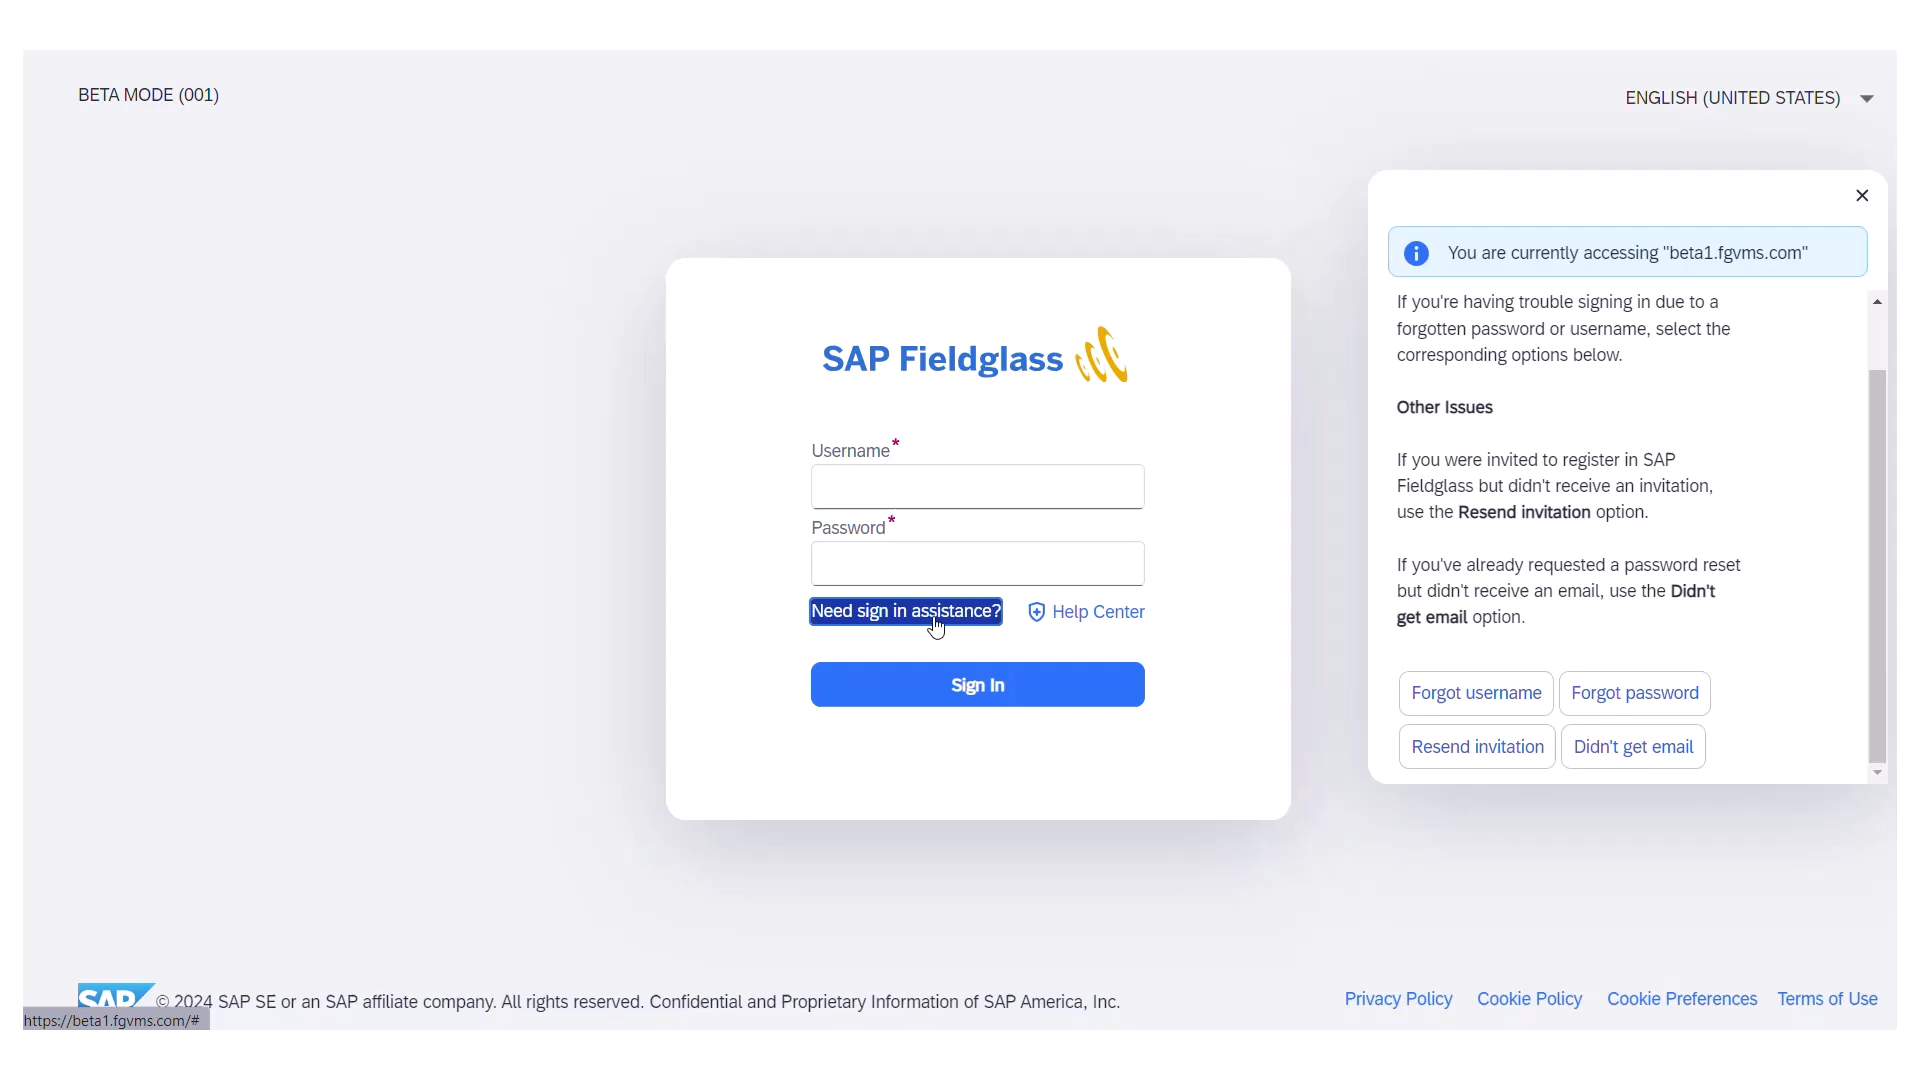 BETA MODE (001)
ENGLISH (UNITED STATES)
SAP Fieldglass
Username*
Password*
Need sign in assistance?
Help Center
Sign In
You are currently accessing "beta1.fgvms.com"
If you're having trouble signing in due to a
forgotten password or username, select the
corresponding options below.
Other Issues
If you were invited to register in SAP
Fieldglass but didn't receive an invitation,
use the Resend invitation option.
If you've already requested a password reset
but didn't receive an email, use the Didn't
get email option.
Forgot username
Forgot password
Resend invitation
Didn't get email
SAP
© 2024 SAP SE or an SAP affiliate company. All rights reserved. Confidential and Proprietary Information of SAP America, Inc.
Privacy Policy
Cookie Policy
Cookie Preferences
Terms of Use
https://beta1.fgvms.com/#